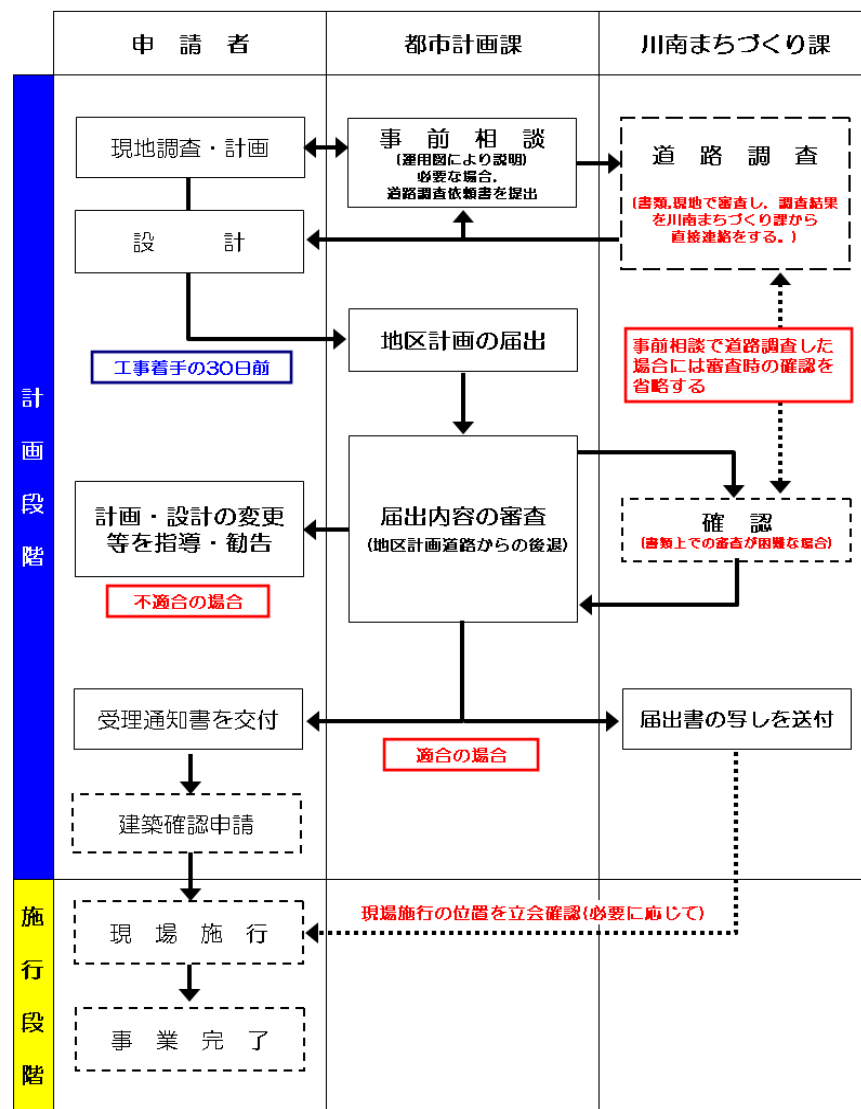 申請者
都市計画課
川南まちづくり課
計画段階
現地調査・計画
事前相談
(運用図により説明)
必要な場合,
道路調査依頼書を提出
道路調査
(書類,現地で審査し,調査結果
を川南まちづくり課から
直接連絡をする。)
設計
地区計画の届出
工事着手の30日前
事前相談で道路調査した
場合には審査時の確認を
省略する
計画・設計の変更
等を指導・勧告
不適合の場合
届出内容の審査
(地区計画道路からの後退)
確認
(書類上での審査が困難な場合)
受理通知書を交付
適合の場合
届出書の写しを送付
建築確認申請
施行段階
現場施行
現場施行の位置を立会確認(必要に応じて)
事業完了